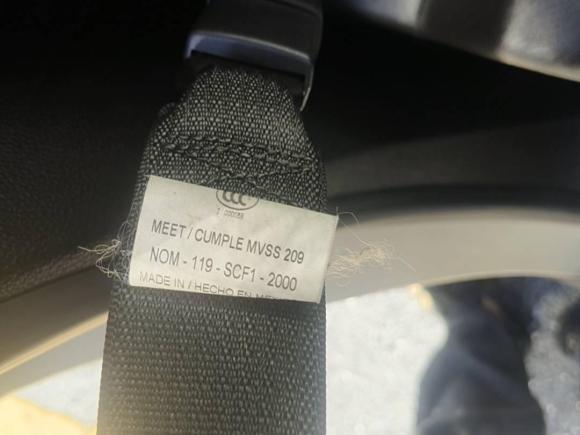 CCC
MEET / CUMPLE MVSS 209
NOM - 119 - SCF1 - 2000
MADE IN / HECHO EN